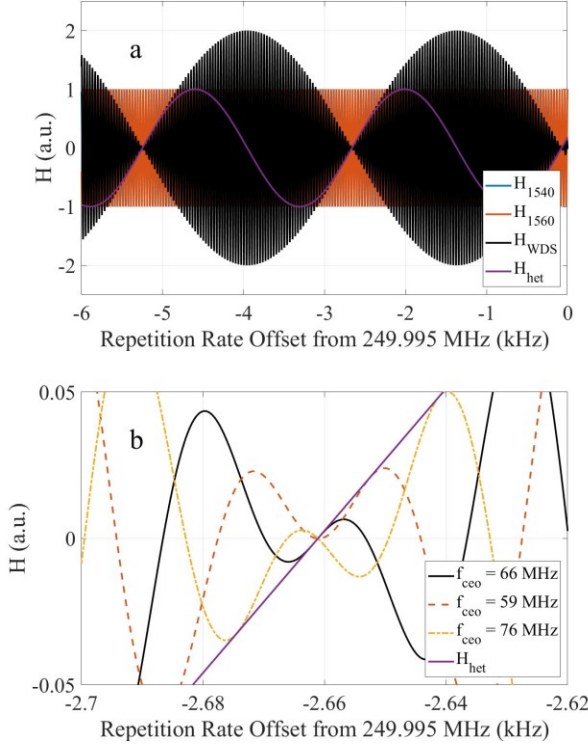 a
2
1
0
-1
-2
H (a.u.)
H1540
H1560
HWDS
Hhet
-6 -5 -4 -3 -2 -1 0
Repetition Rate Offset from 249.995 MHz (kHz)
0.05
b
0
-0.05
H (a.u.)
fceo = 66 MHz
fceo = 59 MHz
fceo = 76 MHz
Hhet
-2.7 -2.68 -2.66 -2.64 -2.62
Repetition Rate Offset from 249.995 MHz (kHz)